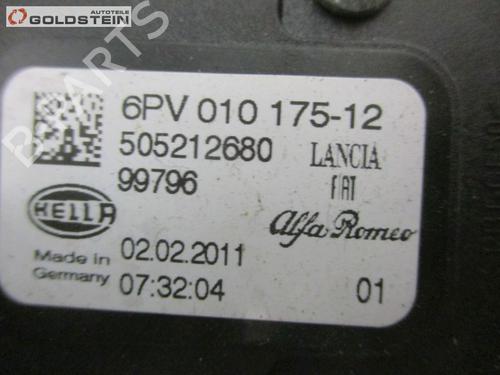 AUTOTEILE
GOLDSTEIN
PARTS
6PV 010 175-12
505212680
LANCIA
99796
FIAT
HELLA
Alfa Romeo
Made in
Germany
02.02.2011
07:32:04
01